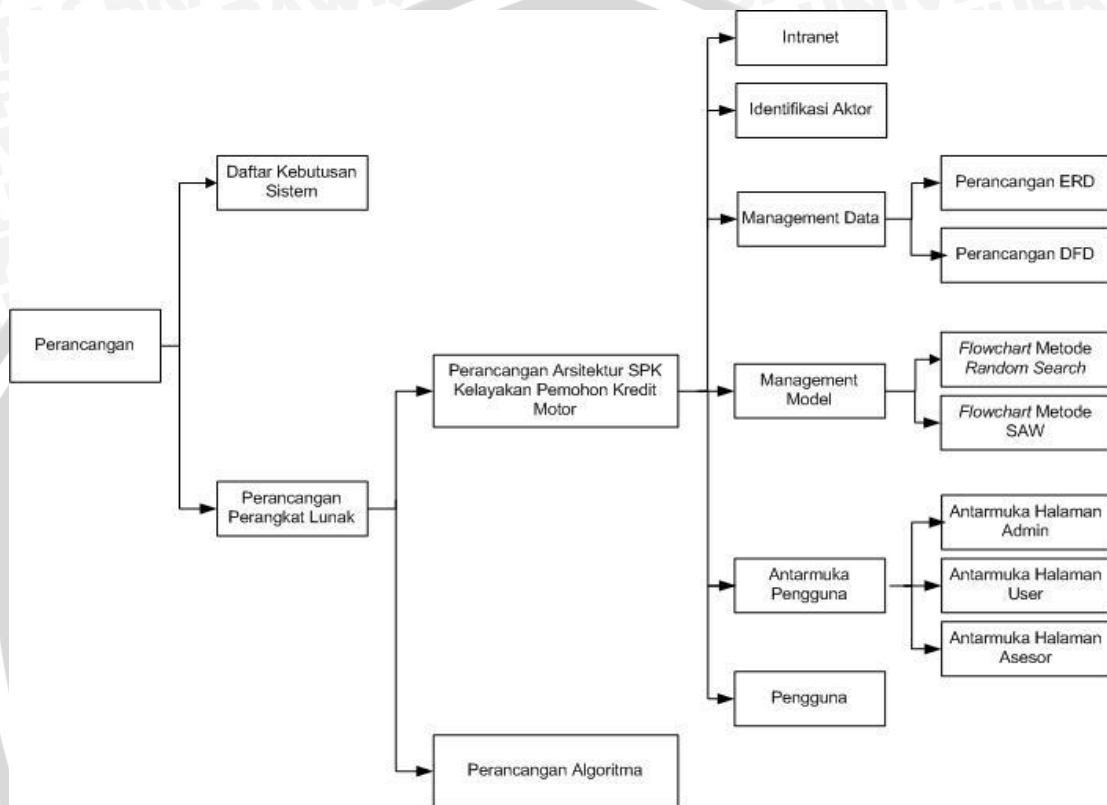 Intranet
Identifikasi Aktor
Daftar Kebutusan
Sistem
Perancangan ERD
Management Data
Perancangan DFD
Perancangan
Flowchart Metode
Random Search
Perancangan Arsitektur SPK
Kelayakan Pemohon Kredit
Motor
Management
Model
Flowchart Metode
SAW
Perancangan
Perangkat Lunak
Antarmuka Halaman
Admin
Antarmuka
Pengguna
Antarmuka Halaman
User
Antarmuka Halaman
Asesor
Pengguna
Perancangan Algoritma